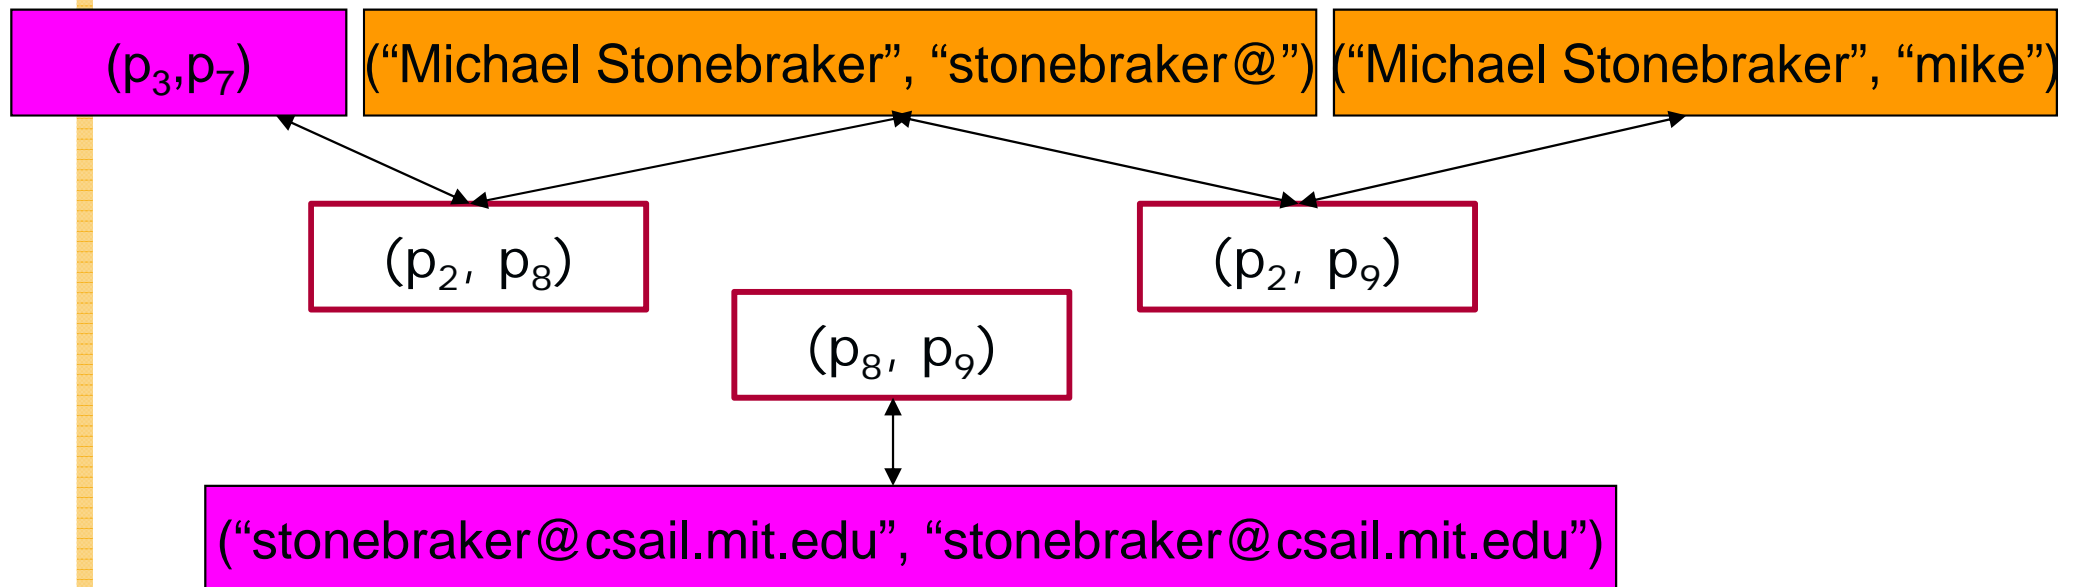 (p₃,p₇)
(“Michael Stonebraker”, “stonebraker@”)
(“Michael Stonebraker”, “mike”)
(p₂, p₈)
(p₂, p₉)
(p₈, p₉)
(“stonebraker@csail.mit.edu”, “stonebraker@csail.mit.edu”)